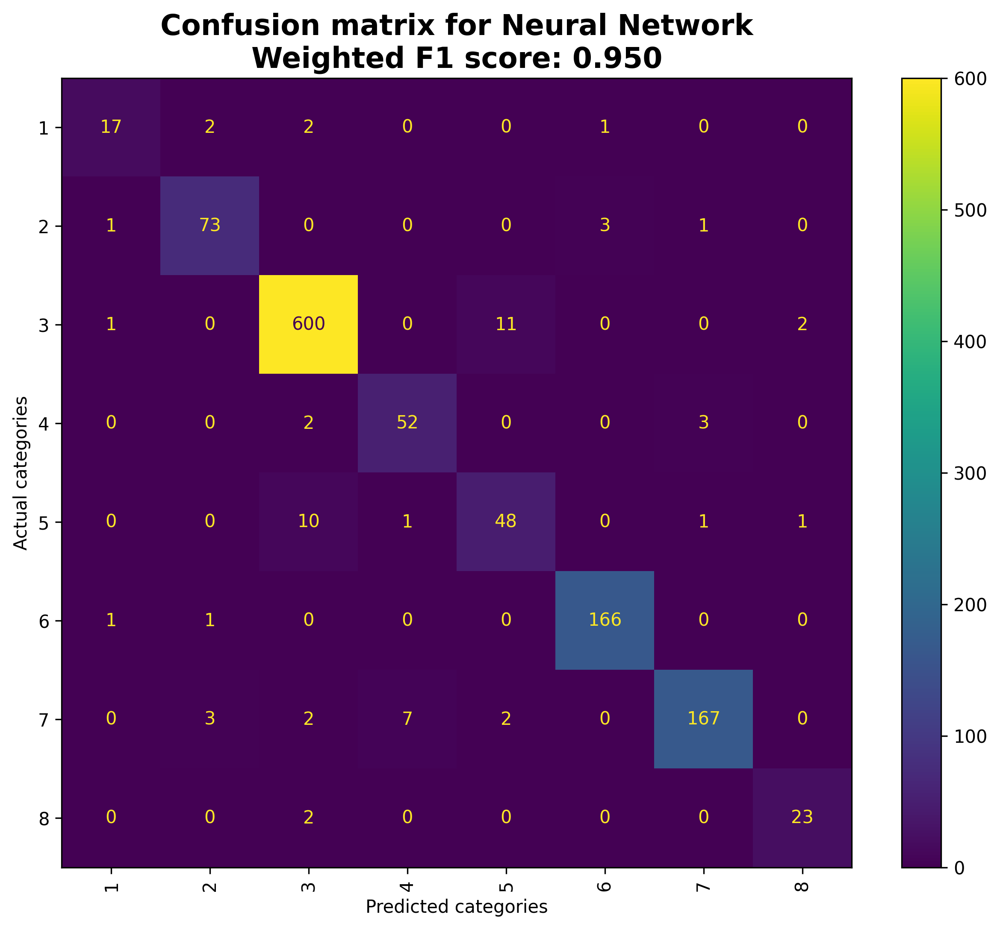 Confusion matrix for Neural Network
Weighted F1 score: 0.950
1 17 2 2 0 0 1 0 0
2 1 73 0 0 0 3 1 0
3 1 0 600 0 11 0 0 2
4 0 0 2 52 0 0 3 0
5 0 0 10 1 48 0 1 1
6 1 1 0 0 0 166 0 0
7 0 3 2 7 2 0 167 0
8 0 0 2 0 0 0 0 23
1 2 3 4 5 6 7 8
Predicted categories
Actual categories
600
500
400
300
200
100
0